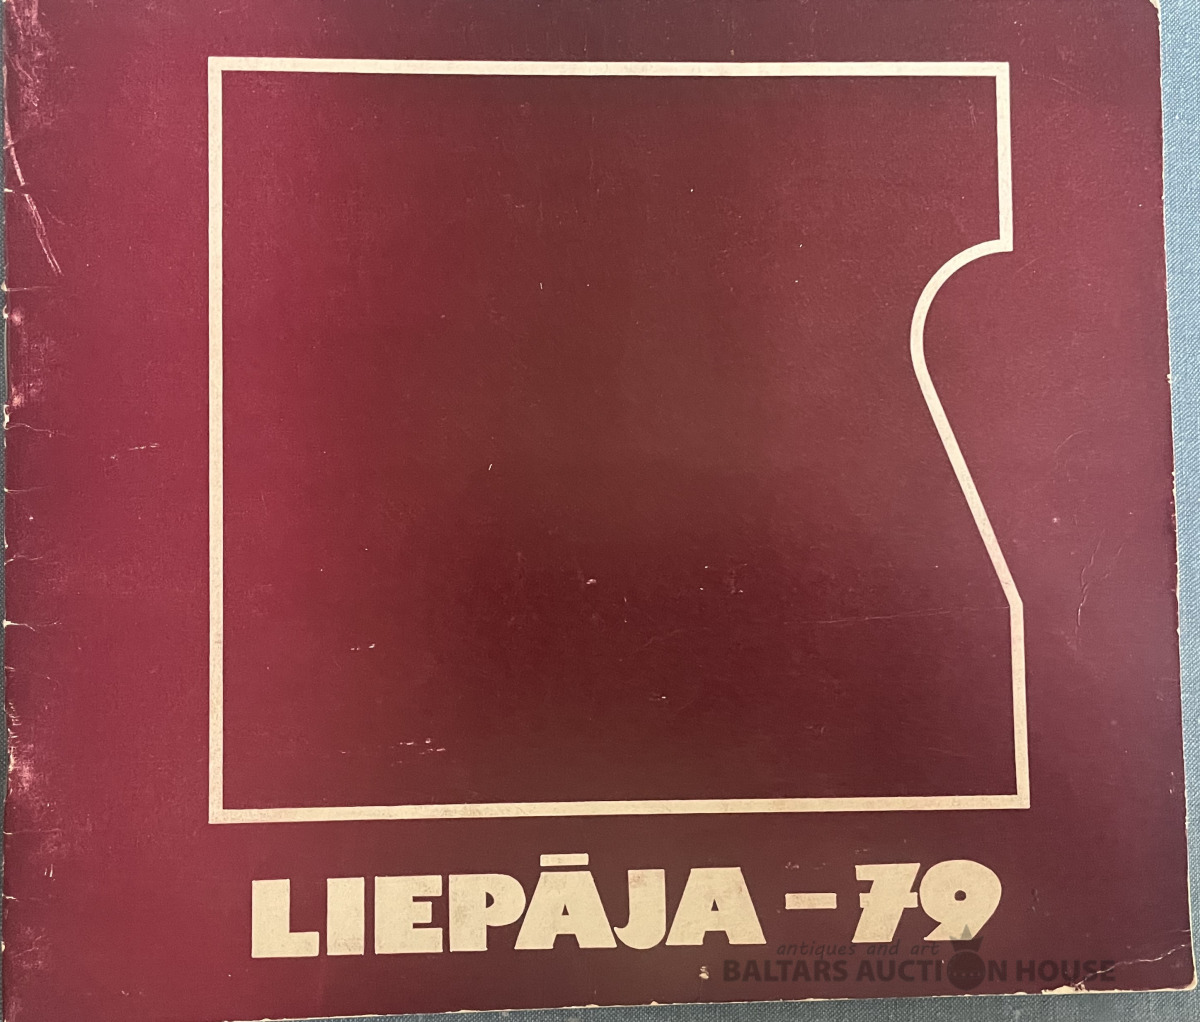 LIEPĀJA – 79
antiques and art
BALTARS AUCTION HOUSE